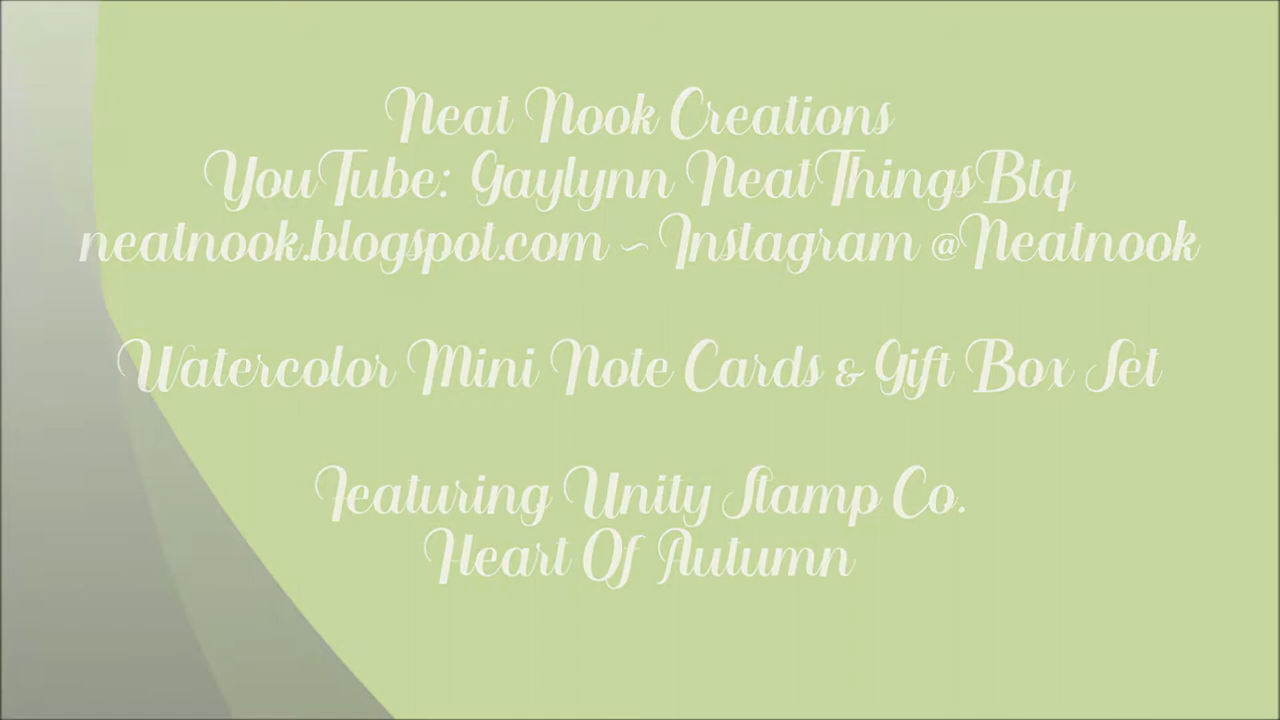 Neat Nook Creations
YouTube: Gaylynn NeatThingsBtq
neatnook.blogspot.com ~ Instagram @Neatnook
Watercolor Mini Note Cards & Gift Box Set
Featuring Unity Stamp Co.
Heart Of Autumn